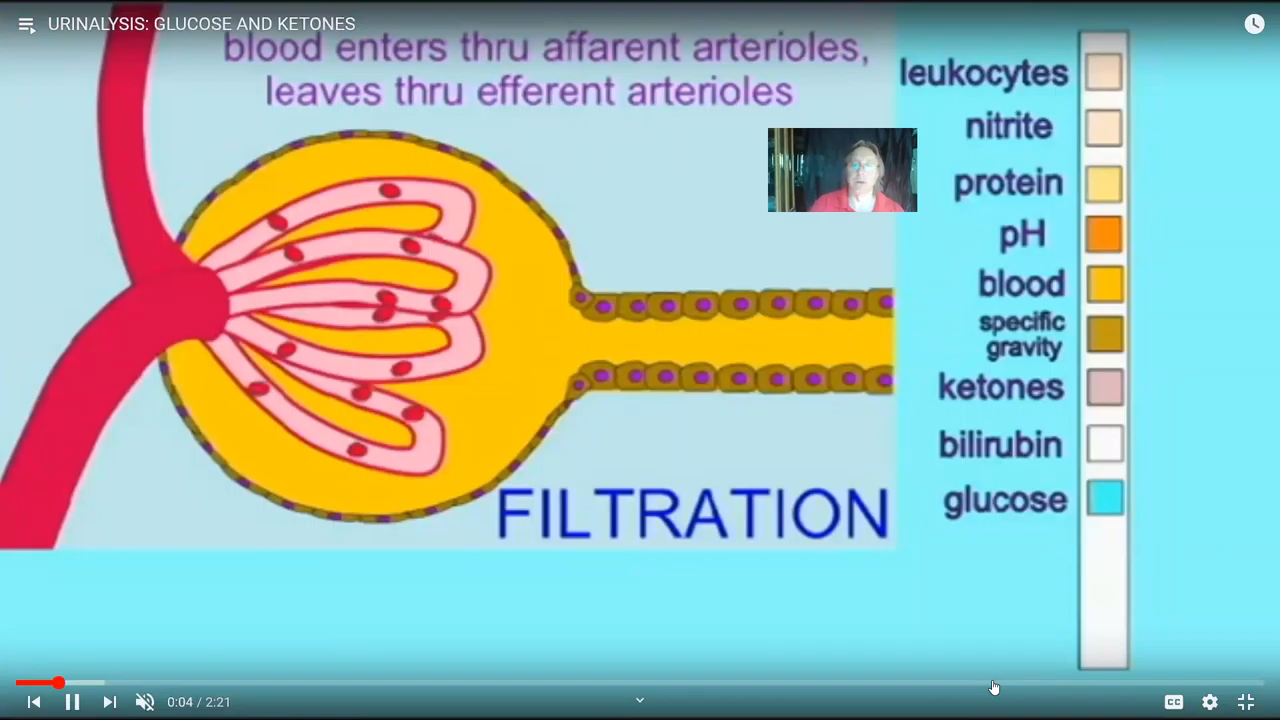 URINALYSIS: GLUCOSE AND KETONES
blood enters thru affarent arterioles,
leaves thru efferent arterioles
leukocytes
nitrite
protein
pH
blood
specific
gravity
ketones
bilirubin
glucose
FILTRATION
0:04 / 2:21
CC